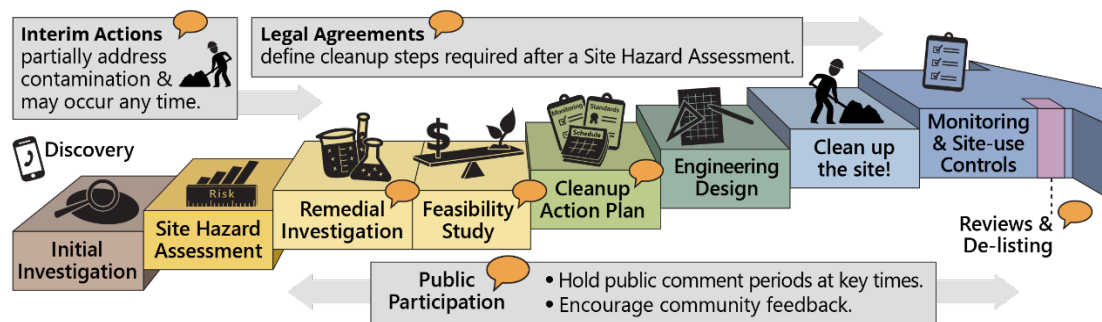 Interim Actions
partially address
contamination &
may occur any time.
Legal Agreements
define cleanup steps required after a Site Hazard Assessment.
Discovery
Initial
Investigation
Risk
Site Hazard
Assessment
Remedial
Investigation
$
Feasibility
Study
Monitoring
Standards
Schedule
Cleanup
Action Plan
Engineering
Design
Clean up
the site!
Monitoring
& Site-use
Controls
Reviews &
De-listing
Public
Participation
• Hold public comment periods at key times.
• Encourage community feedback.